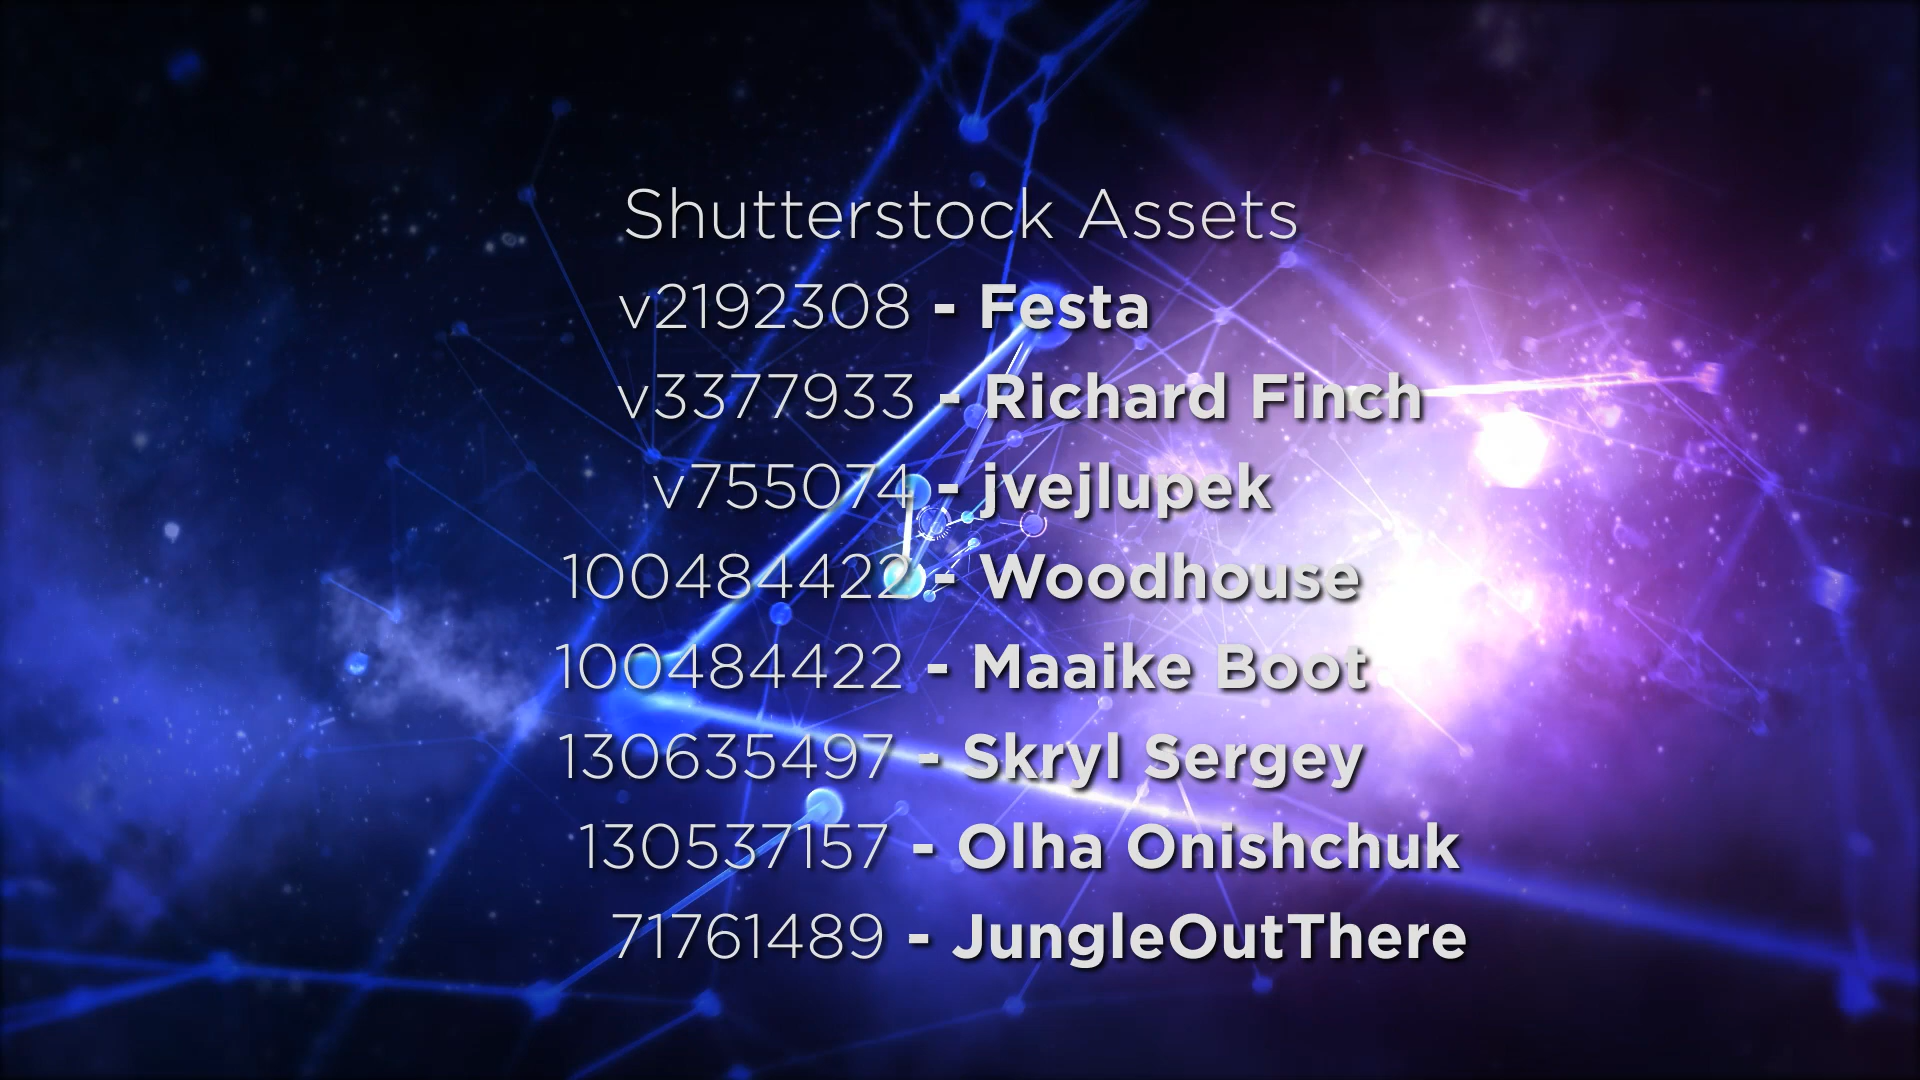 Shutterstock Assets
v2192308 - Festa
v3377933 - Richard Finch
v755074 - jvejlupek
100484422 - Woodhouse
100484422 - Maaike Boot
130635497 - Skryl Sergey
130537157 - Olha Onishchuk
71761489 - JungleOutThere